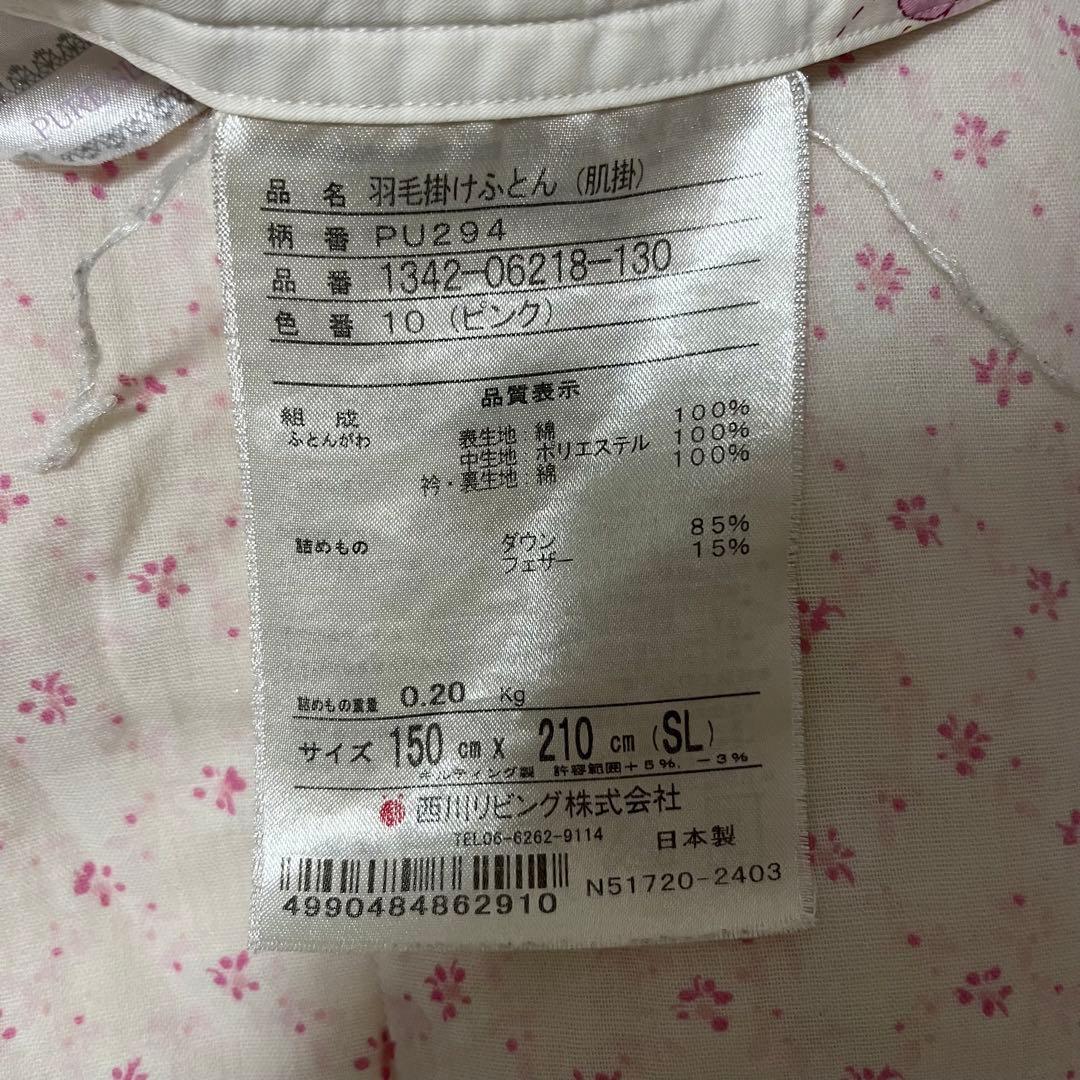 PURE
品名 羽毛掛けふとん (肌掛)
柄番 PU294
品番 1342-06218-130
色番 10 (ピンク)
品質表示
組成
ふとんがわ 表生地:綿 100%
中生地:ポリエステル 100%
衿・裏生地:綿 100%
詰めもの ダウン 85%
フェザー 15%
詰めもの重量 0.20 Kg
サイズ 150 cm X 210 cm (SL)
キルティング製 許容範囲+5%, -3%
西川リビング株式会社
TEL06-6262-9114 日本製
N51720-2403
4990484862910